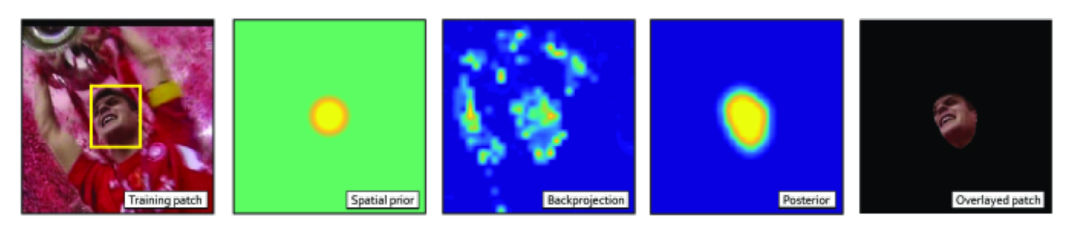 Training patch
Spatial prior
Backprojection
Posterior
Overlayed patch